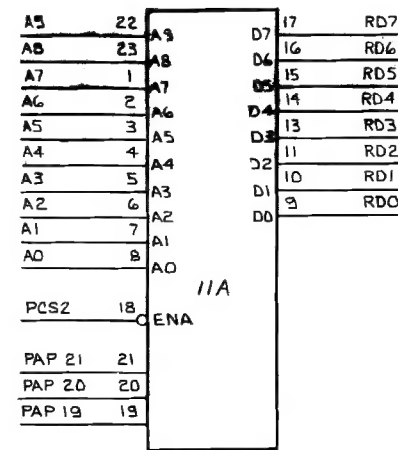 A9 22 A9 D7 17 RD7
A8 23 A8 D6 16 RD6
A7 1 A7 D5 15 RD5
A6 2 A6 D4 14 RD4
A5 3 A5 D3 13 RD3
A4 4 A4 D2 11 RD2
A3 5 A3 D1 10 RD1
A2 6 A2 D0 9 RD0
A1 7 A1
A0 8 A0
11A
PCS2 18 ENA
PAP 21 21
PAP 20 20
PAP 19 19